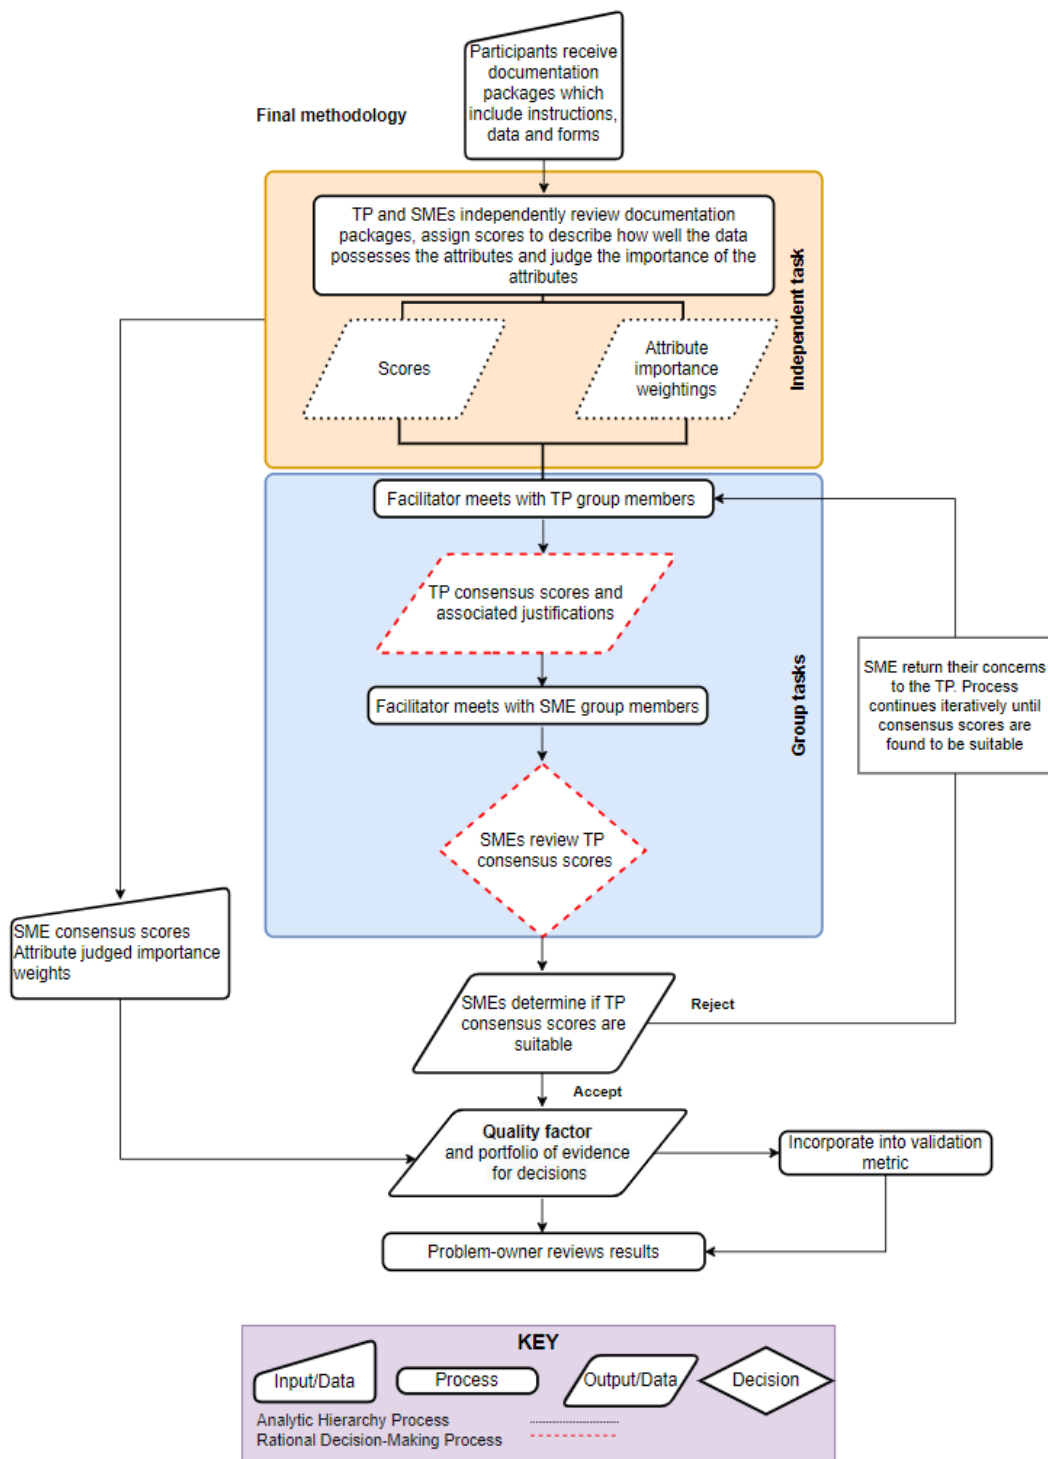 Participants receive
documentation
packages which
include instructions,
data and forms
Final methodology
TP and SMEs independently review documentation
packages, assign scores to describe how well the data
possesses the attributes and judge the importance of the
attributes
Independent task
Scores
Attribute
importance
weightings
Facilitator meets with TP group members
TP consensus scores and
associated justifications
Facilitator meets with SME group members
Group tasks
SME return their concerns
to the TP. Process
continues iteratively until
consensus scores are
found to be suitable
SMEs review TP
consensus scores
SME consensus scores
Attribute judged importance
weights
SMEs determine if TP
consensus scores are
suitable
Reject
Accept
Quality factor
and portfolio of evidence
for decisions
Incorporate into validation
metric
Problem-owner reviews results
KEY
Input/Data
Process
Output/Data
Decision
Analytic Hierarchy Process
Rational Decision-Making Process